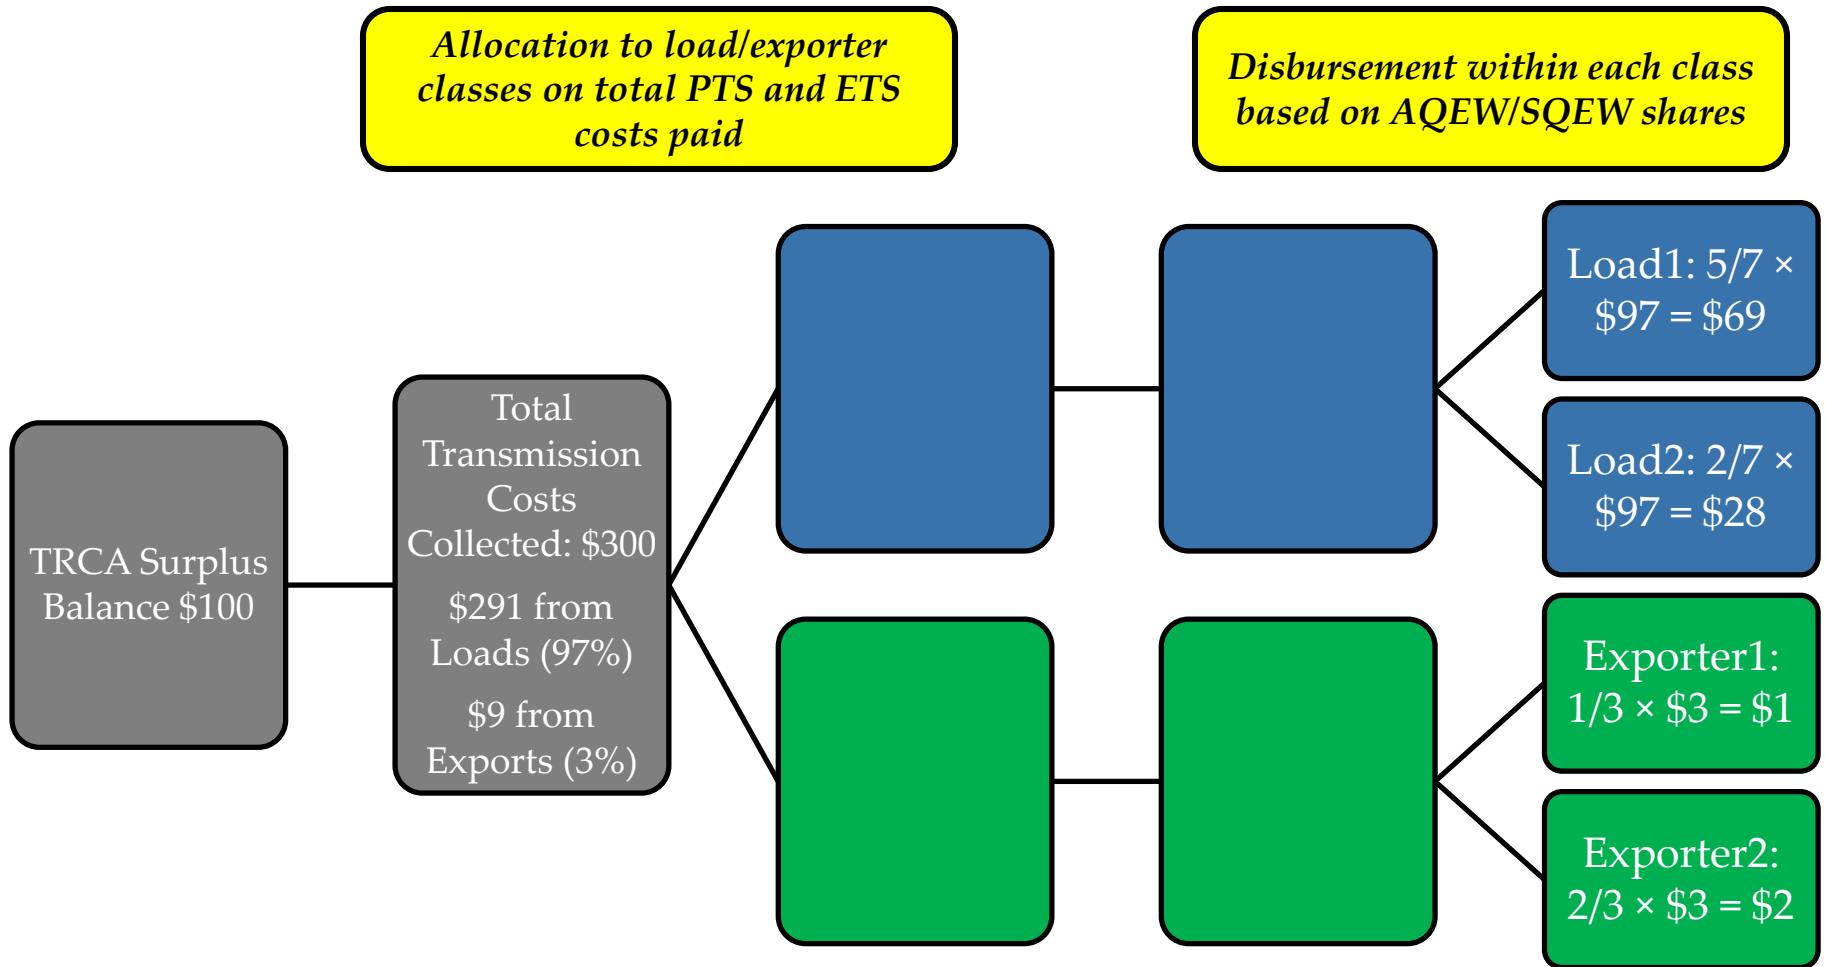 Allocation to load/exporter
classes on total PTS and ETS
costs paid
Disbursement within each class
based on AQEW/SQEW shares
TRCA Surplus
Balance $100
Total
Transmission
Costs
Collected: $300
$291 from
Loads (97%)
$9 from
Exports (3%)
Load1: 5/7 ×
$97 = $69
Load2: 2/7 ×
$97 = $28
Exporter1:
1/3 × $3 = $1
Exporter2:
2/3 × $3 = $2